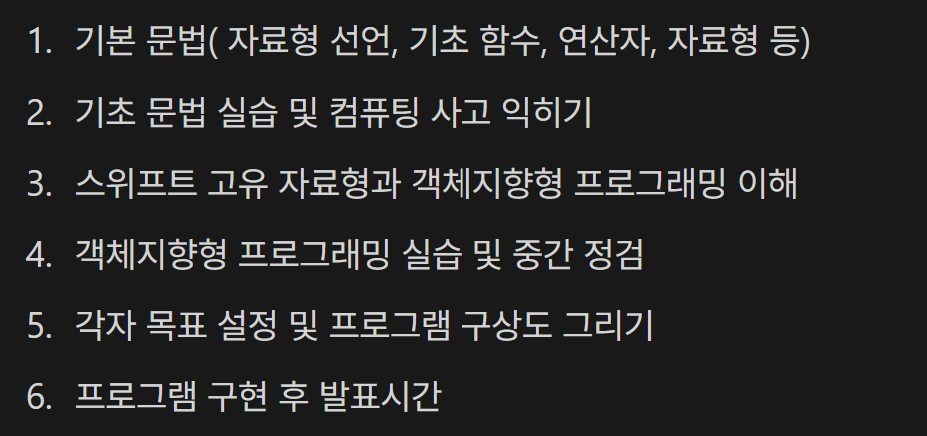 1. 기본 문법( 자료형 선언, 기초 함수, 연산자, 자료형 등)
2. 기초 문법 실습 및 컴퓨팅 사고 익히기
3. 스위프트 고유 자료형과 객체지향형 프로그래밍 이해
4. 객체지향형 프로그래밍 실습 및 중간 정검
5. 각자 목표 설정 및 프로그램 구상도 그리기
6. 프로그램 구현 후 발표시간